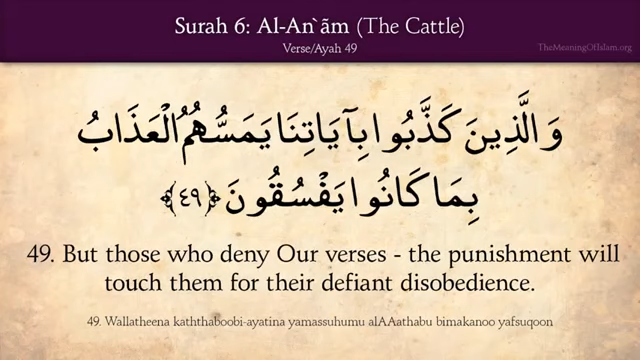 Surah 6: Al-An`ãm (The Cattle)
Verse/Ayah 49
TheMeaningOfIslam.org
وَالَّذِينَ كَذَّبُوا بِآيَاتِنَا يَمَسُّهُمُ الْعَذَابُ
بِمَا كَانُوا يَفْسُقُونَ ﴿٤٩﴾
49. But those who deny Our verses - the punishment will
touch them for their defiant disobedience.
49. Wallatheena kaththaboobi-ayatina yamassuhumu alAAathabu bimakanoo yafsuqoon